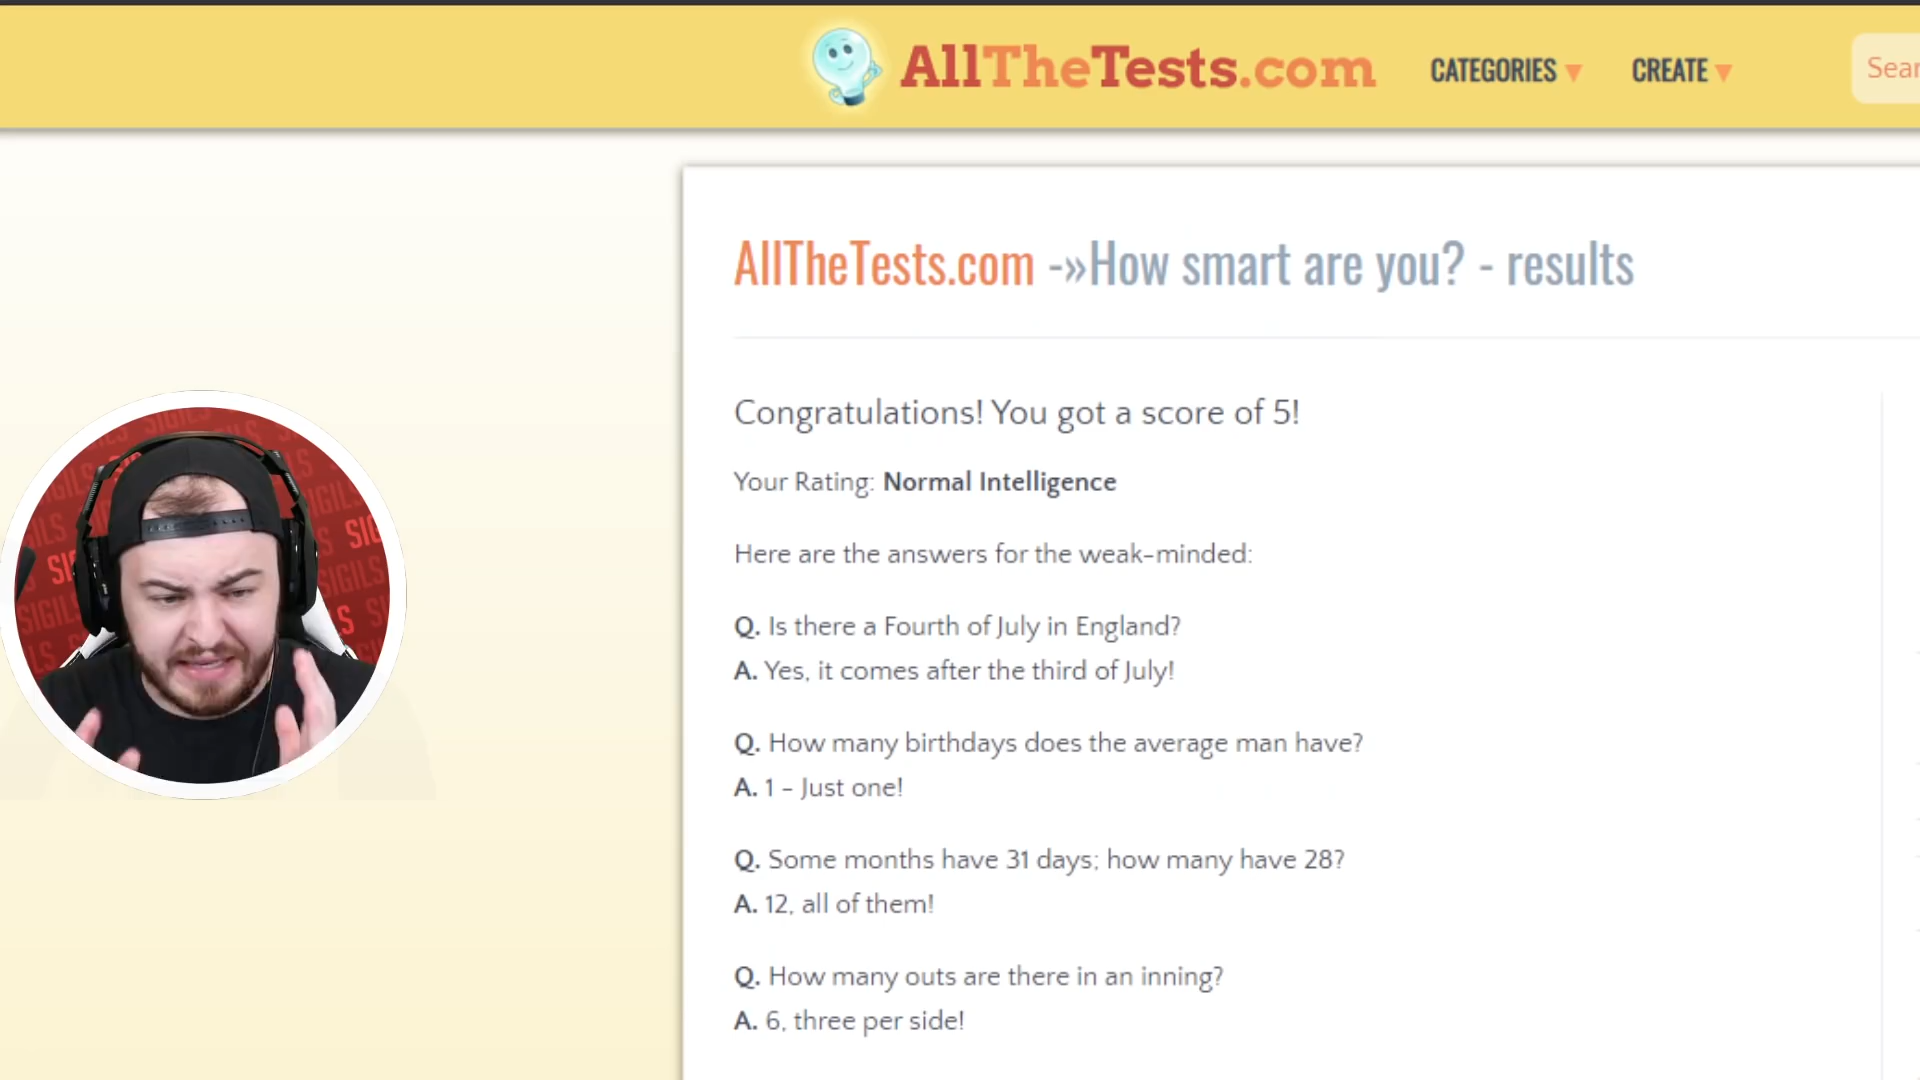 AllTheTests.com
CATEGORIES
CREATE
AllTheTests.com -»How smart are you? - results
Congratulations! You got a score of 5!
Your Rating: Normal Intelligence
Here are the answers for the weak-minded:
Q. Is there a Fourth of July in England?
A. Yes, it comes after the third of July!
Q. How many birthdays does the average man have?
A. 1 - Just one!
Q. Some months have 31 days; how many have 28?
A. 12, all of them!
Q. How many outs are there in an inning?
A. 6, three per side!
SIGILS